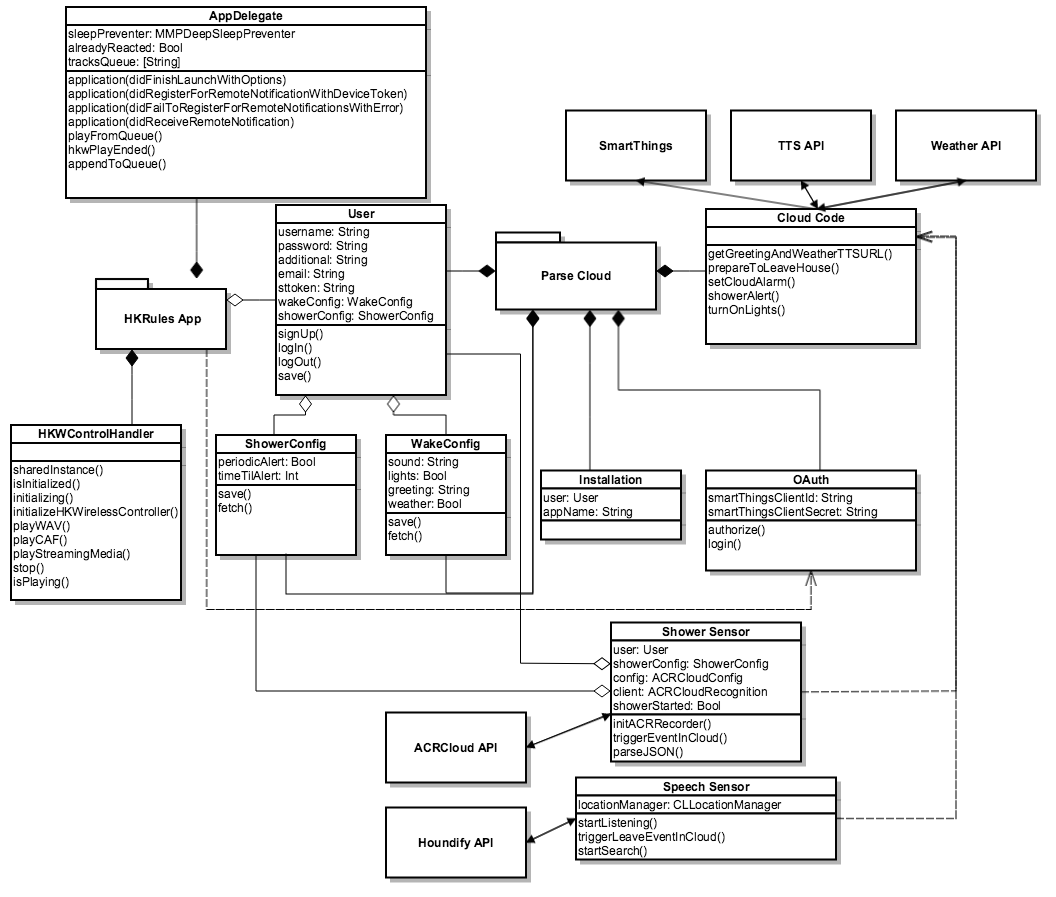 AppDelegate
sleepPreventer: MMPDeepSleepPreventer
alreadyReacted: Bool
tracksQueue: [String]
application(didFinishLaunchWithOptions)
application(didRegisterForRemoteNotificationWithDeviceToken)
application(didFailToRegisterForRemoteNotificationsWithError)
application(didReceiveRemoteNotification)
playFromQueue()
hkwPlayEnded()
appendToQueue()
SmartThings
TTS API
Weather API
User
username: String
password: String
additional: String
email: String
sttoken: String
wakeConfig: WakeConfig
showerConfig: ShowerConfig
signUp()
logIn()
logOut()
save()
Parse Cloud
Cloud Code
getGreetingAndWeatherTTSURL()
prepareToLeaveHouse()
setCloudAlarm()
showerAlert()
turnOnLights()
HKRules App
HKWControlHandler
sharedInstance()
isInitialized()
initializing()
initializeHKWirelessController()
playWAV()
playCAF()
playStreamingMedia()
stop()
isPlaying()
ShowerConfig
periodicAlert: Bool
timeTilAlert: Int
save()
fetch()
WakeConfig
sound: String
lights: Bool
greeting: String
weather: Bool
save()
fetch()
Installation
user: User
appName: String
OAuth
smartThingsClientId: String
smartThingsClientSecret: String
authorize()
login()
Shower Sensor
user: User
showerConfig: ShowerConfig
config: ACRCloudConfig
client: ACRCloudRecognition
showerStarted: Bool
initACRRecorder()
triggerEventInCloud()
parseJSON()
ACRCloud API
Speech Sensor
locationManager: CLLocationManager
startListening()
triggerLeaveEventInCloud()
startSearch()
Houndify API